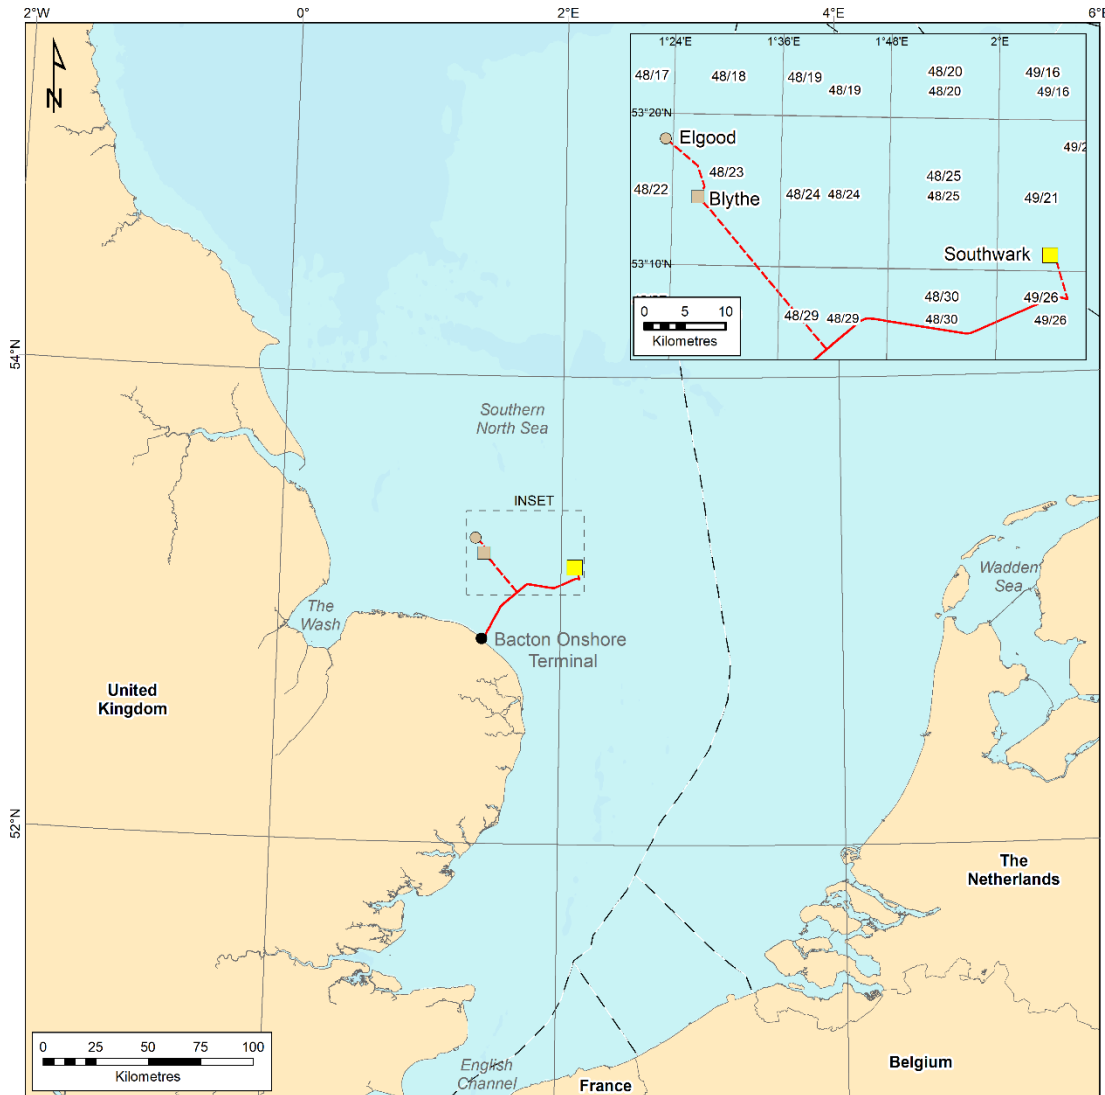 2°W
0°
2°E
4°E
6°E
N
1°24'E
1°36'E
1°48'E
2°E
48/17
48/18
48/19
48/20
49/16
48/19
48/20
49/16
53°20'N
Elgood
49/2
48/23
48/25
48/22
Blythe
48/24
48/24
48/25
49/21
Southwark
53°10'N
48/30
49/26
48/29
48/29
48/30
49/26
0
5
10
Kilometres
54°N
Southern
North Sea
INSET
The
Wash
Wadden
Sea
Bacton Onshore
Terminal
United
Kingdom
52°N
The
Netherlands
0
25
50
75
100
Kilometres
English
Channel
France
Belgium